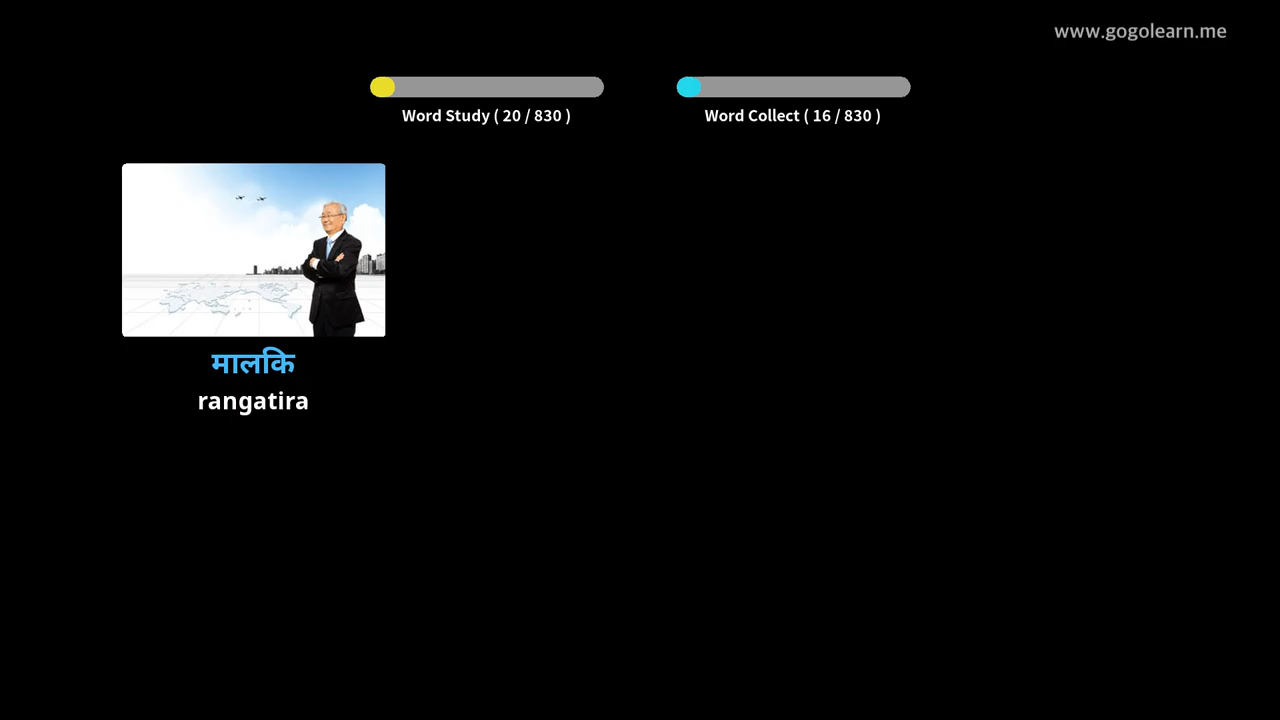 www.gogolearn.me
Word Study ( 20 / 830 )
Word Collect ( 16 / 830 )
मालकि
rangatira